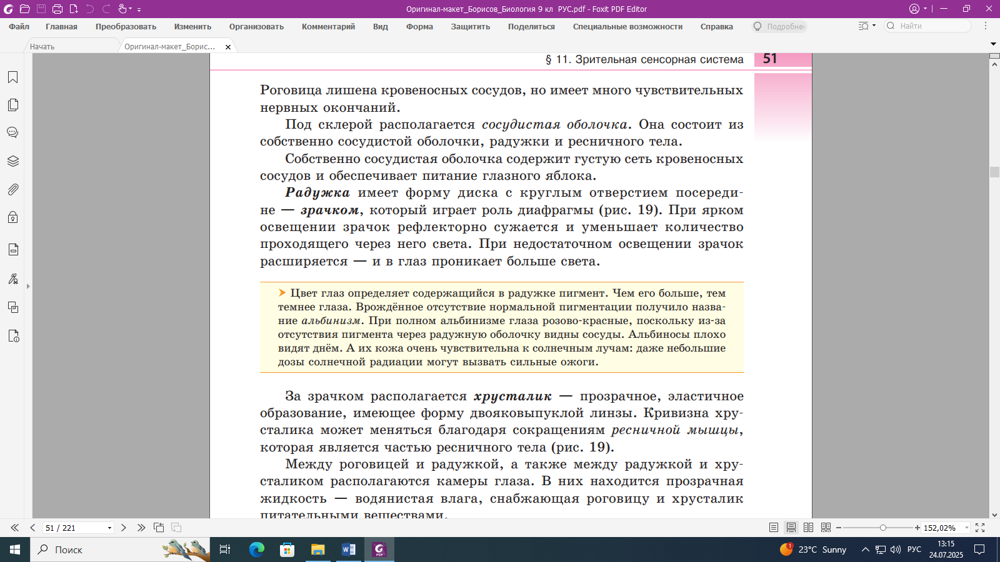 Оригинал-макет_Борисов_Биология 9 кл  РУС.pdf - Foxit PDF Editor
Файл Главная Преобразовать Изменить Организовать Комментарий Вид Форма Защитить Поделиться Специальные возможности Справка Подробнее Найти
Начать Оригинал-макет_Борис...
§ 11. Зрительная сенсорная система 51
Роговица лишена кровеносных сосудов, но имеет много чувствительных
нервных окончаний.
Под склерой располагается сосудистая оболочка. Она состоит из
собственно сосудистой оболочки, радужки и ресничного тела.
Собственно сосудистая оболочка содержит густую сеть кровеносных
сосудов и обеспечивает питание глазного яблока.
Радужка имеет форму диска с круглым отверстием посереди-
не — зрачком, который играет роль диафрагмы (рис. 19). При ярком
освещении зрачок рефлекторно сужается и уменьшает количество
проходящего через него света. При недостаточном освещении зрачок
расширяется — и в глаз проникает больше света.
Цвет глаз определяет содержащийся в радужке пигмент. Чем его больше, тем
темнее глаза. Врождённое отсутствие нормальной пигментации получило назва-
ние альбинизм. При полном альбинизме глаза розово-красные, поскольку из-за
отсутствия пигмента через радужную оболочку видны сосуды. Альбиносы плохо
видят днём. А их кожа очень чувствительна к солнечным лучам: даже небольшие
дозы солнечной радиации могут вызвать сильные ожоги.
За зрачком располагается хрусталик — прозрачное, эластичное
образование, имеющее форму двояковыпуклой линзы. Кривизна хру-
сталика может меняться благодаря сокращениям ресничной мышцы,
которая является частью ресничного тела (рис. 19).
Между роговицей и радужкой, а также между радужкой и хру-
сталиком располагаются камеры глаза. В них находится прозрачная
жидкость — водянистая влага, снабжающая роговицу и хрусталик
питательными веществами.
51 / 221 152,02%
Поиск 23°C Sunny РУС 13:15
24.07.2025